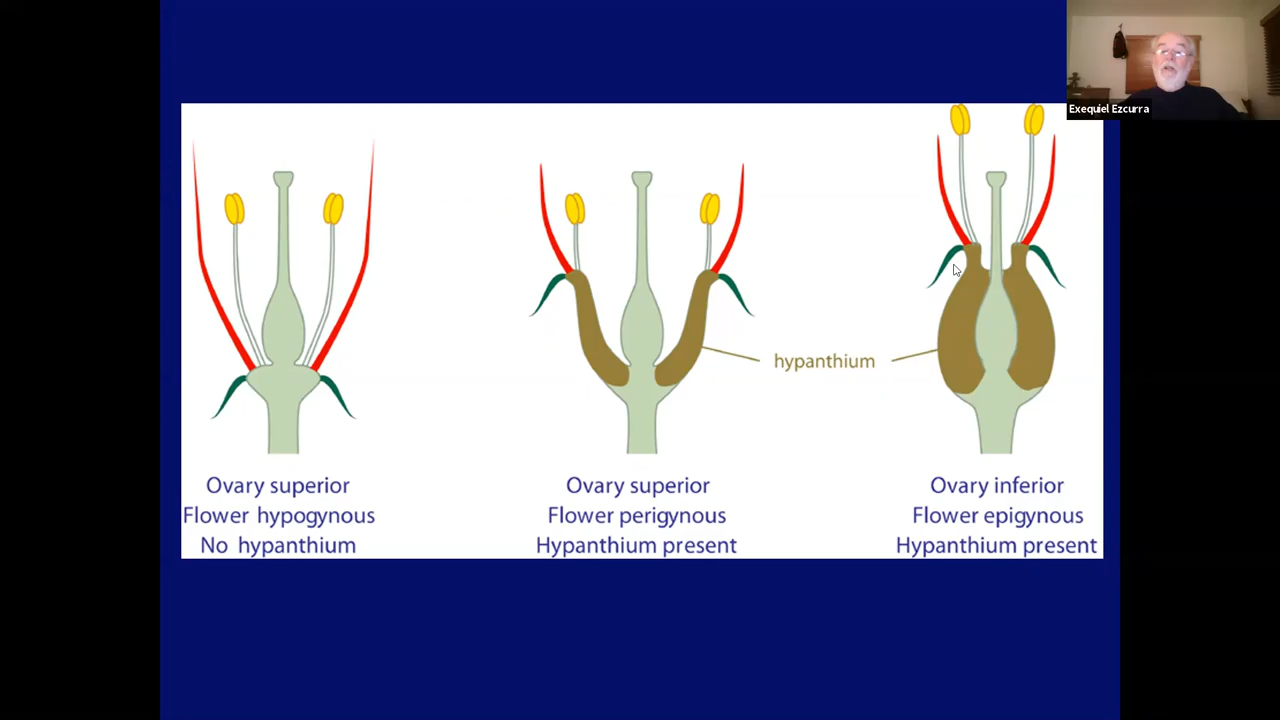 Exequiel Ezcurra
hypanthium
Ovary superior
Flower hypogynous
No hypanthium
Ovary superior
Flower perigynous
Hypanthium present
Ovary inferior
Flower epigynous
Hypanthium present